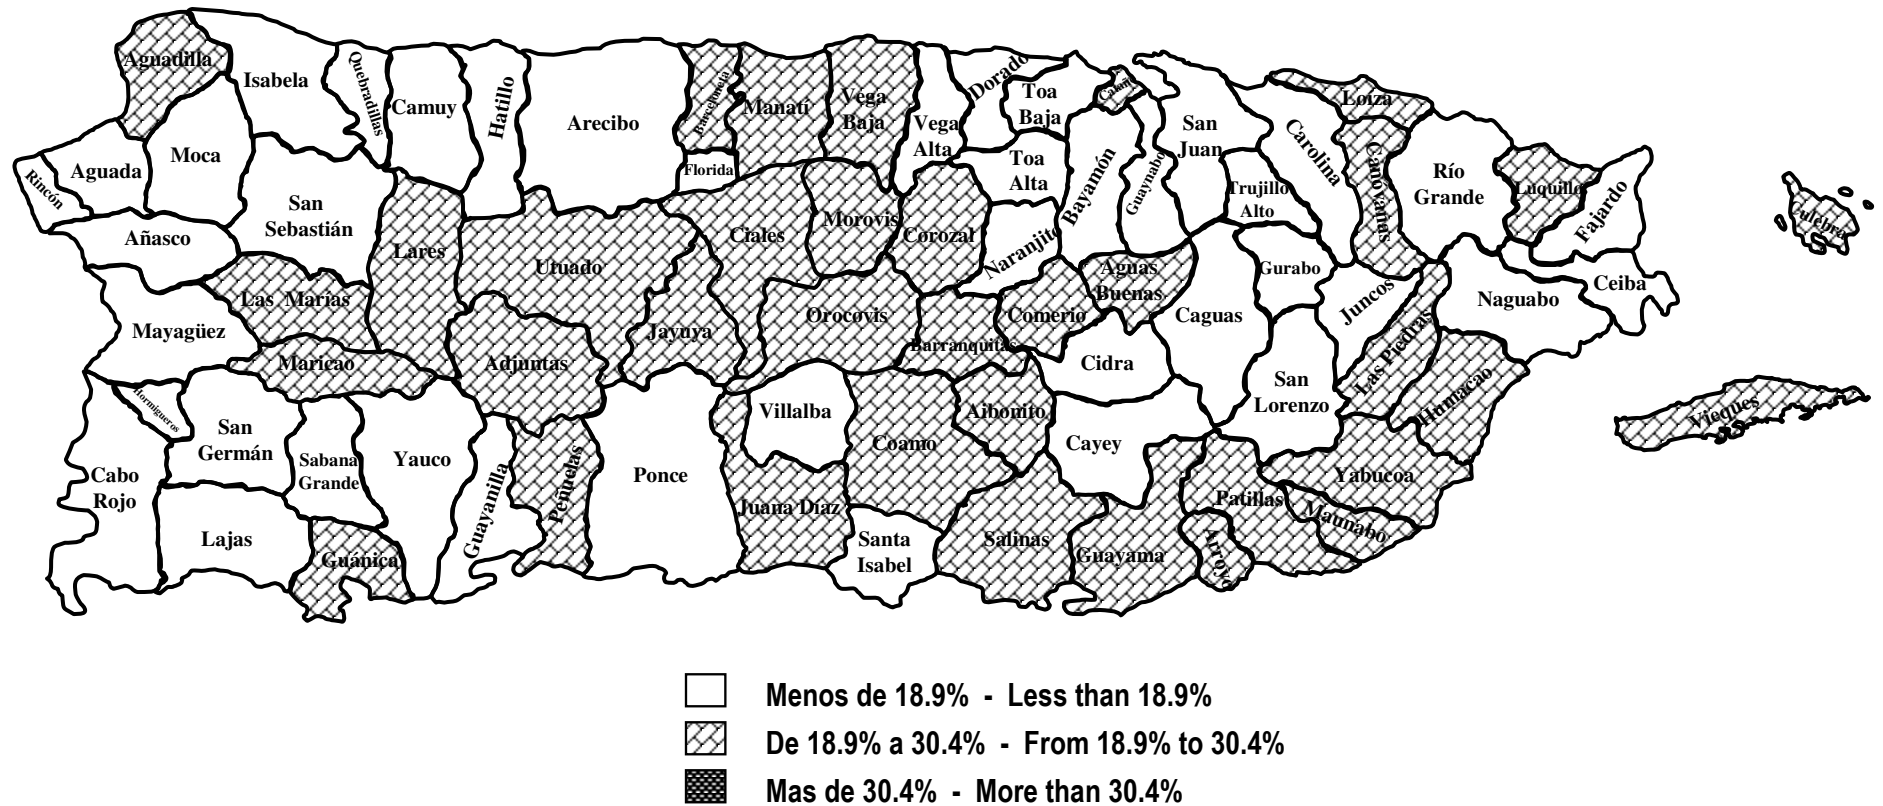 Aguadilla
Isabela
Quebradillas
Camuy
Hatillo
Arecibo
Barceloneta
Manatí
Vega
Baja
Vega
Alta
Dorado
Toa
Baja
Cataño
San
Juan
Loíza
Carolina
Canóvanas
Río
Grande
Luquillo
Fajardo
Culebra
Rincón
Aguada
Moca
San
Sebastián
Florida
Toa
Alta
Bayamón
Guaynabo
Trujillo
Alto
Añasco
Lares
Utuado
Ciales
Morovis
Corozal
Naranjito
Aguas
Buenas
Gurabo
Ceiba
Naguabo
Juncos
Las Marías
Mayagüez
Maricao
Adjuntas
Jayuya
Orocovis
Barranquitas
Comerio
Caguas
Cidra
Las Piedras
Humacao
Vieques
Hormigueros
San
Germán
Sabana
Grande
Yauco
Guayanilla
Peñuelas
Ponce
Villalba
Coamo
Aibonito
Cayey
San
Lorenzo
Cabo
Rojo
Lajas
Guánica
Juana Díaz
Santa
Isabel
Salinas
Guayama
Arroyo
Patillas
Yabucoa
Maunabo
Menos de 18.9% - Less than 18.9%
De 18.9% a 30.4% - From 18.9% to 30.4%
Mas de 30.4% - More than 30.4%